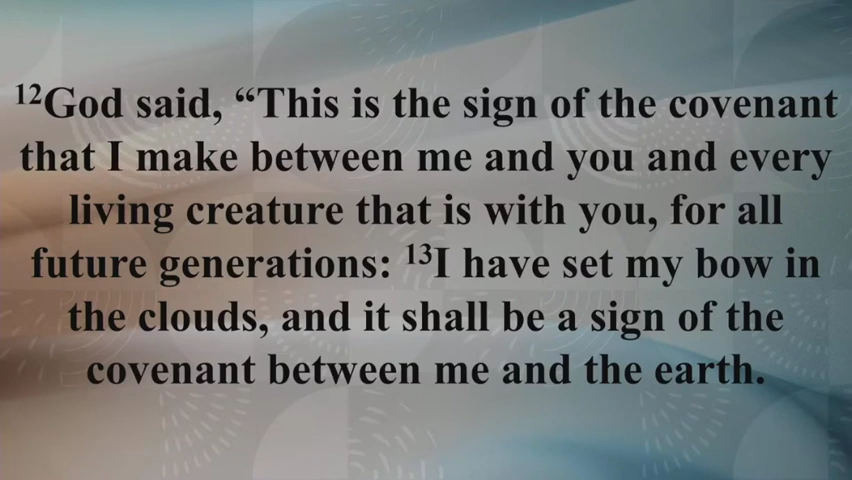 ¹²God said, “This is the sign of the covenant
that I make between me and you and every
living creature that is with you, for all
future generations: ¹³I have set my bow in
the clouds, and it shall be a sign of the
covenant between me and the earth.